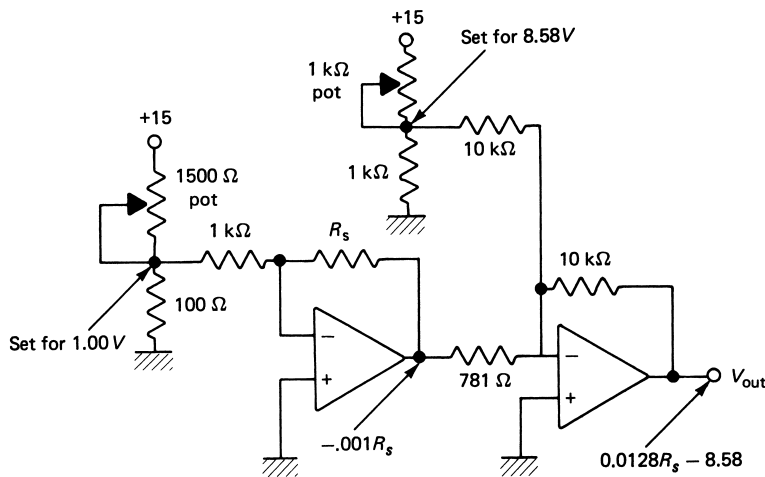 +15
Set for 8.58V
1 kΩ
pot
+15
10 kΩ
1500 Ω
pot
1 kΩ
1 kΩ
Rs
10 kΩ
100 Ω
Set for 1.00 V
−
+
781 Ω
−
+
Vout
−.001Rs
0.0128Rs − 8.58